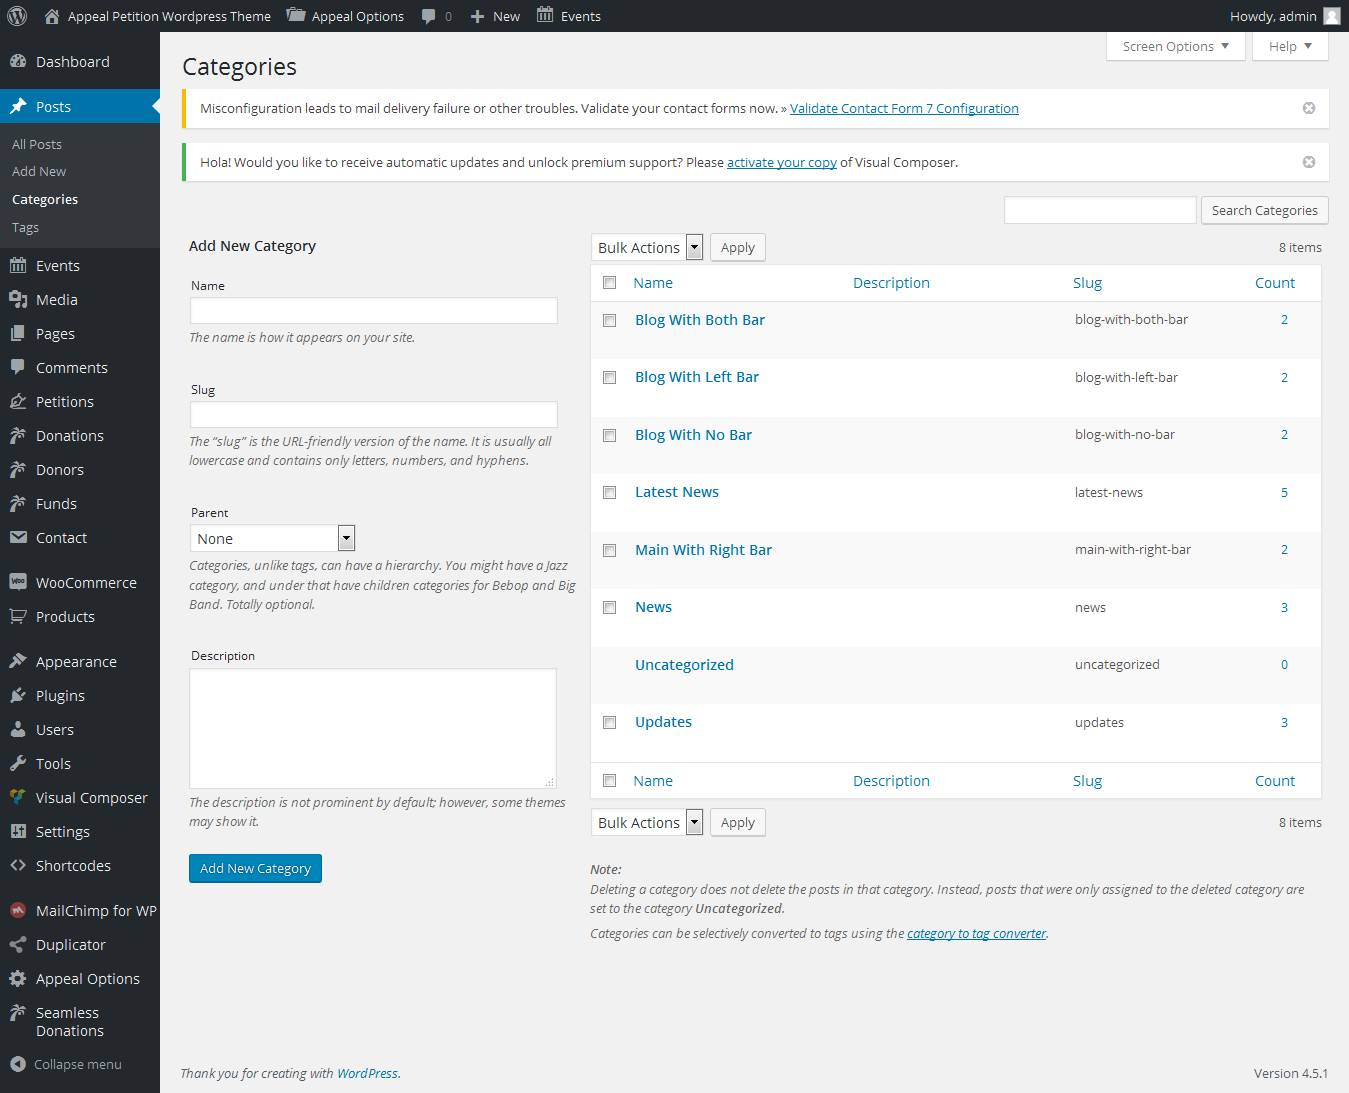 Appeal Petition Wordpress Theme
Appeal Options
0
New
Events
Howdy, admin
Dashboard
Posts
All Posts
Add New
Categories
Tags
Events
Media
Pages
Comments
Petitions
Donations
Donors
Funds
Contact
WooCommerce
Products
Appearance
Plugins
Users
Tools
Visual Composer
Settings
Shortcodes
MailChimp for WP
Duplicator
Appeal Options
Seamless
Donations
Collapse menu
Screen Options
Help
Categories
Misconfiguration leads to mail delivery failure or other troubles. Validate your contact forms now. » Validate Contact Form 7 Configuration
Hola! Would you like to receive automatic updates and unlock premium support? Please activate your copy of Visual Composer.
Search Categories
Add New Category
Name
The name is how it appears on your site.
Slug
The “slug” is the URL-friendly version of the name. It is usually all
lowercase and contains only letters, numbers, and hyphens.
Parent
None
Categories, unlike tags, can have a hierarchy. You might have a Jazz
category, and under that have children categories for Bebop and Big
Band. Totally optional.
Description
The description is not prominent by default; however, some themes
may show it.
Add New Category
Bulk Actions Apply 8 items
Name Description Slug Count
Blog With Both Bar blog-with-both-bar 2
Blog With Left Bar blog-with-left-bar 2
Blog With No Bar blog-with-no-bar 2
Latest News latest-news 5
Main With Right Bar main-with-right-bar 2
News news 3
Uncategorized uncategorized 0
Updates updates 3
Name Description Slug Count
Bulk Actions Apply 8 items
Note:
Deleting a category does not delete the posts in that category. Instead, posts that were only assigned to the deleted category are
set to the category Uncategorized.
Categories can be selectively converted to tags using the category to tag converter.
Thank you for creating with WordPress.
Version 4.5.1